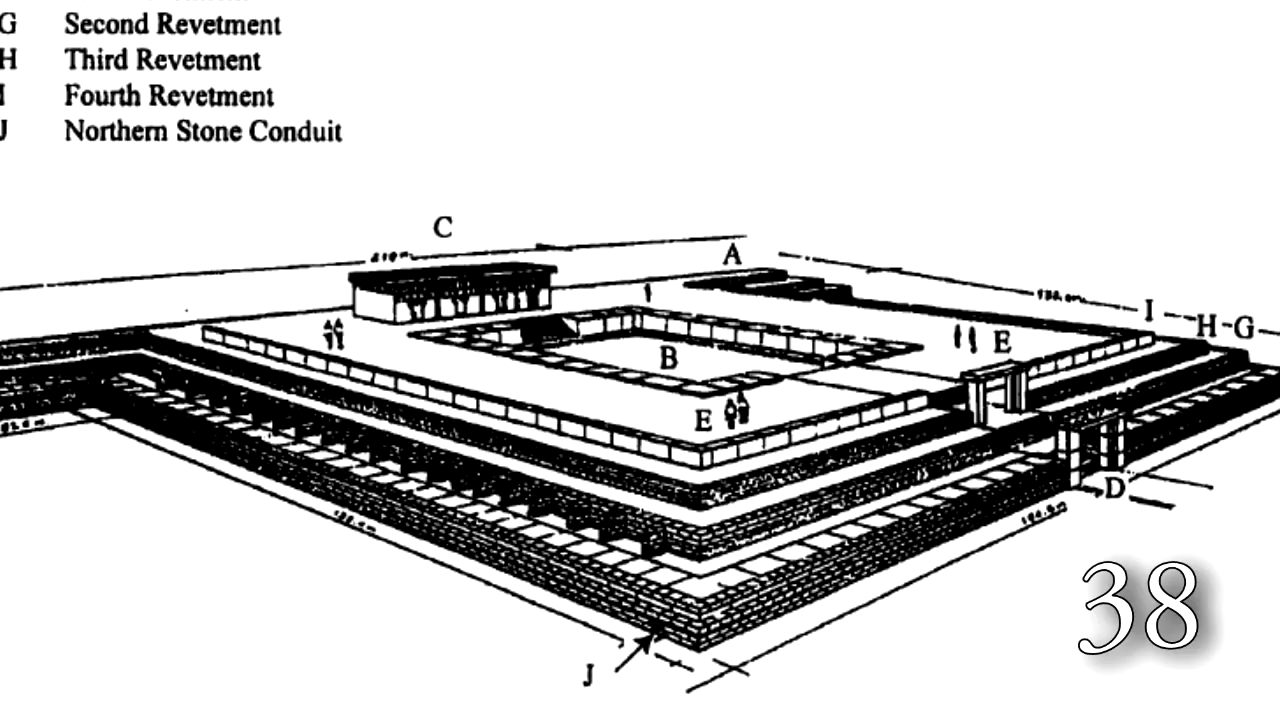 G Second Revetment
H Third Revetment
I Fourth Revetment
J Northern Stone Conduit
C
A
I
H G
E
B
E
D
38
J